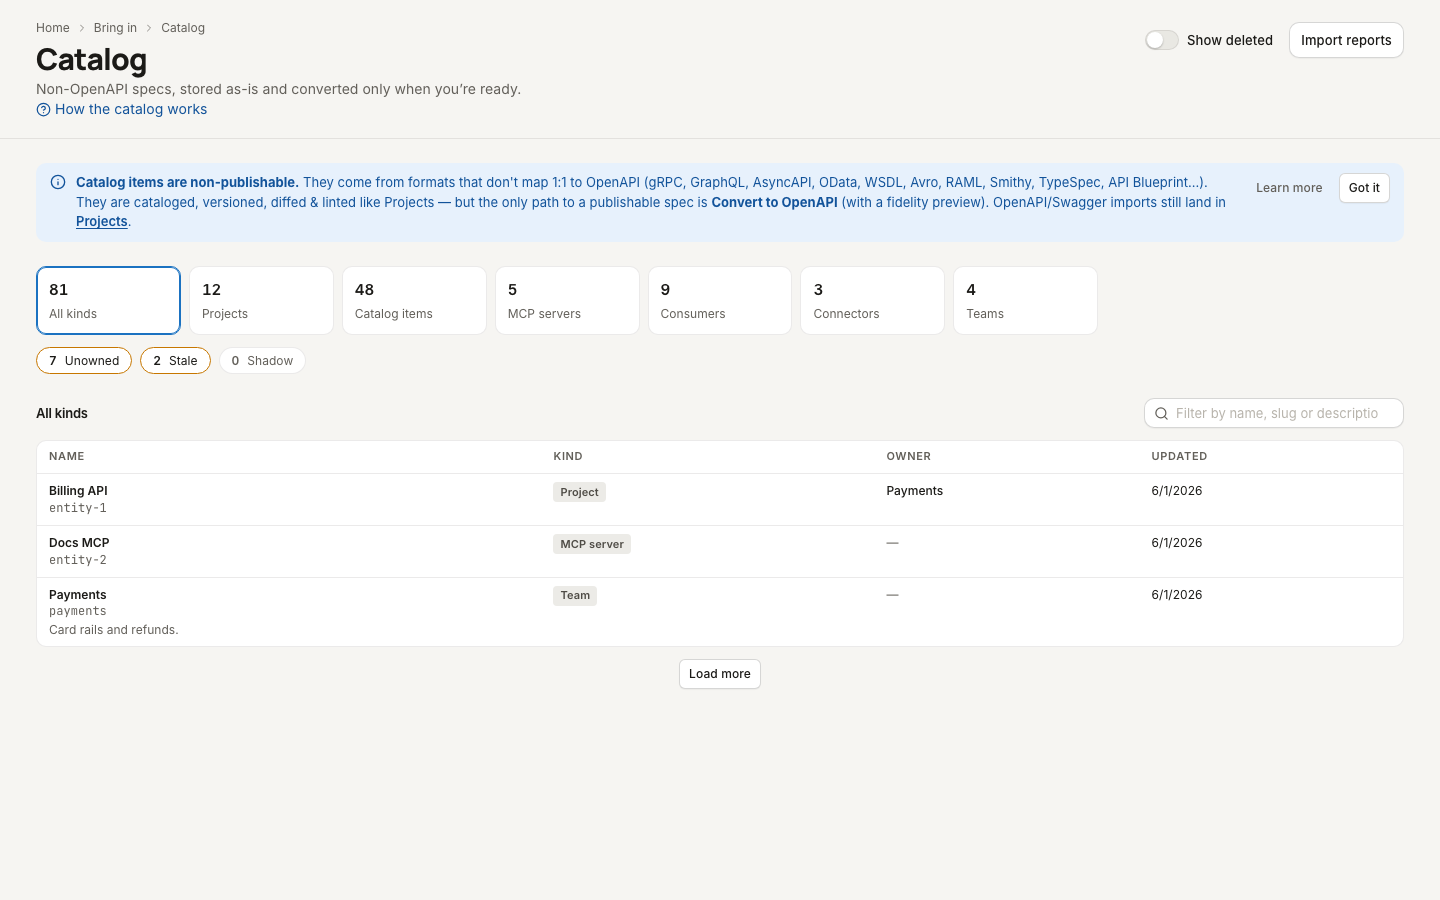 Home > Bring in > Catalog
Catalog
Non-OpenAPI specs, stored as-is and converted only when you’re ready.
How the catalog works
Show deleted
Import reports
Catalog items are non-publishable. They come from formats that don't map 1:1 to OpenAPI (gRPC, GraphQL, AsyncAPI, OData, WSDL, Avro, RAML, Smithy, TypeSpec, API Blueprint...).
They are cataloged, versioned, diffed & linted like Projects — but the only path to a publishable spec is Convert to OpenAPI (with a fidelity preview). OpenAPI/Swagger imports still land in
Projects.
Learn more
Got it
81
All kinds
12
Projects
48
Catalog items
5
MCP servers
9
Consumers
3
Connectors
4
Teams
7 Unowned
2 Stale
0 Shadow
All kinds
Filter by name, slug or descriptio
NAME KIND OWNER UPDATED
Billing API Project Payments 6/1/2026
entity-1
Docs MCP MCP server — 6/1/2026
entity-2
Payments Team — 6/1/2026
payments
Card rails and refunds.
Load more